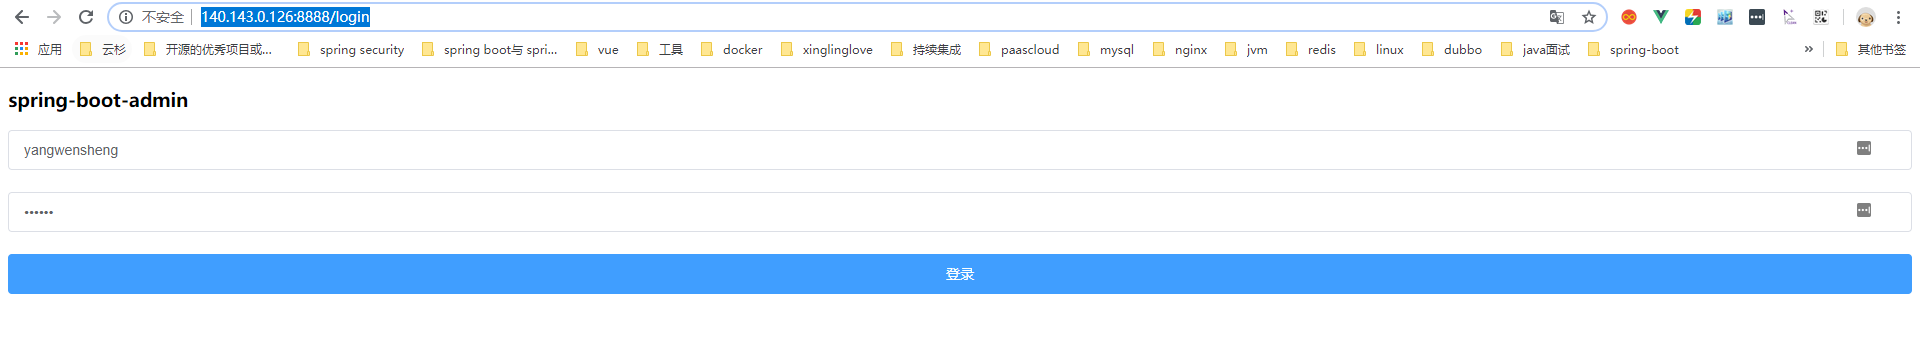 不安全 140.143.0.126:8888/login
应用 云杉 开源的优秀项目或... spring security spring boot与 spri... vue 工具 docker xinglinglove 持续集成 paascloud mysql nginx jvm redis linux dubbo java面试 spring-boot » 其他书签
spring-boot-admin
yangwensheng
••••••
登录